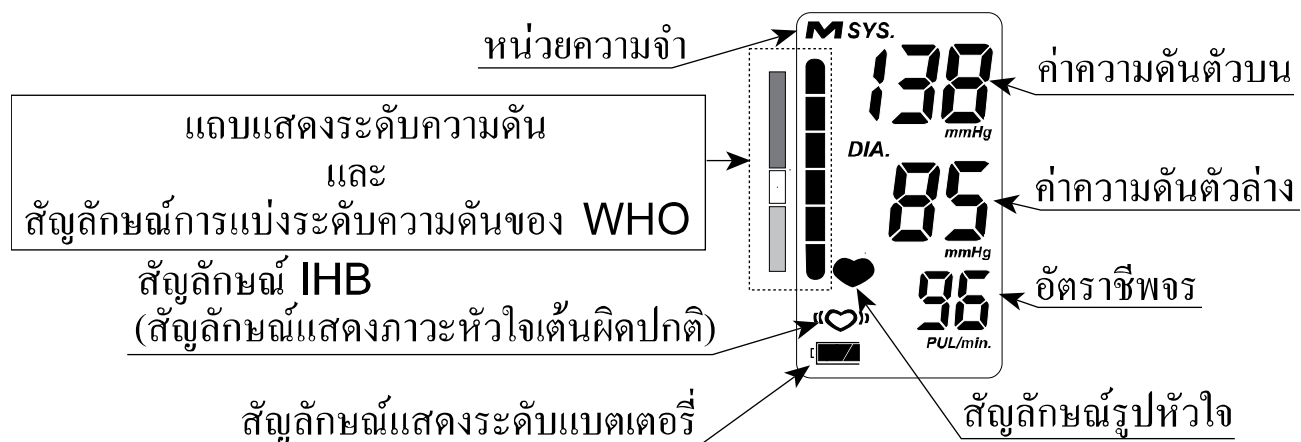 หน่วยความจำ
M SYS.
138
mmHg
ค่าความดันตัวบน
แถบแสดงระดับความดัน
และ
สัญลักษณ์การแบ่งระดับความดันของ WHO
DIA.
85
mmHg
ค่าความดันตัวล่าง
สัญลักษณ์ IHB
(สัญลักษณ์แสดงภาวะหัวใจเต้นผิดปกติ)
96
PUL/min.
อัตราชีพจร
สัญลักษณ์แสดงระดับแบตเตอรี่
สัญลักษณ์รูปหัวใจ